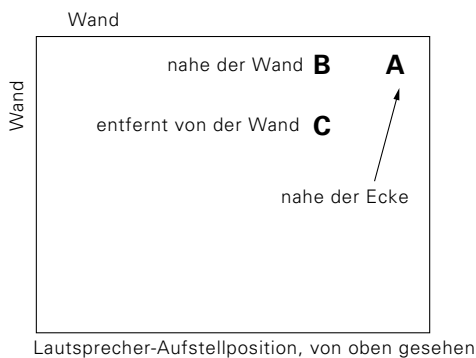 Wand
nahe der Wand B A
Wand
entfernt von der Wand C
nahe der Ecke
Lautsprecher-Aufstellposition, von oben gesehen